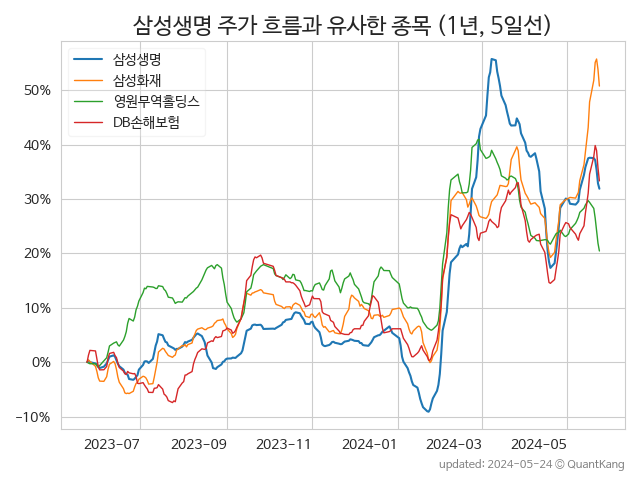 삼성생명 주가 흐름과 유사한 종목 (1년, 5일선)
삼성생명
삼성화재
영원무역홀딩스
DB손해보험
50%
40%
30%
20%
10%
0%
−10%
2023-07 2023-09 2023-11 2024-01 2024-03 2024-05
updated: 2024-05-24 ⓒ QuantKang